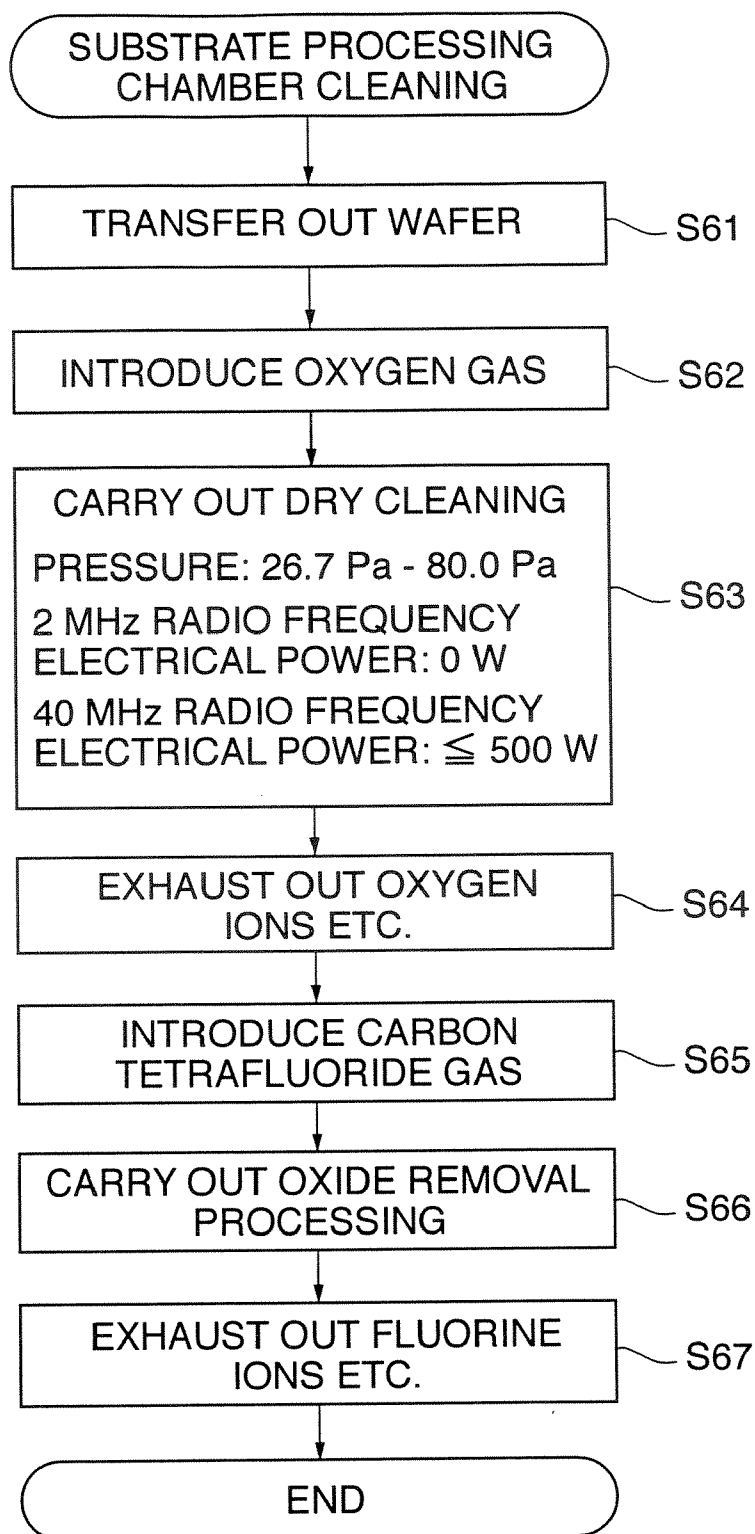 SUBSTRATE PROCESSING
CHAMBER CLEANING
TRANSFER OUT WAFER
S61
INTRODUCE OXYGEN GAS
S62
CARRY OUT DRY CLEANING
PRESSURE: 26.7 Pa - 80.0 Pa
2 MHz RADIO FREQUENCY
ELECTRICAL POWER: 0 W
40 MHz RADIO FREQUENCY
ELECTRICAL POWER: ≦ 500 W
S63
EXHAUST OUT OXYGEN
IONS ETC.
S64
INTRODUCE CARBON
TETRAFLUORIDE GAS
S65
CARRY OUT OXIDE REMOVAL
PROCESSING
S66
EXHAUST OUT FLUORINE
IONS ETC.
S67
END